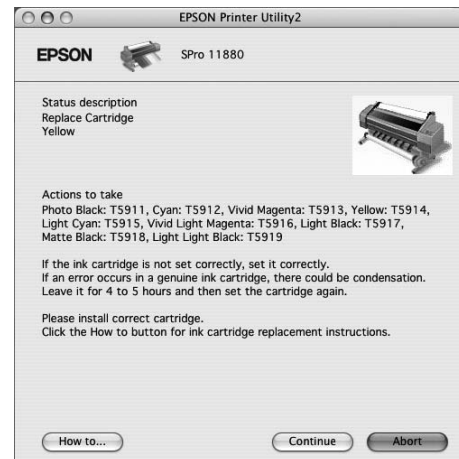 EPSON Printer Utility2
EPSON
SPro 11880
Status description
Replace Cartridge
Yellow
Actions to take
Photo Black: T5911, Cyan: T5912, Vivid Magenta: T5913, Yellow: T5914,
Light Cyan: T5915, Vivid Light Magenta: T5916, Light Black: T5917,
Matte Black: T5918, Light Light Black: T5919
If the ink cartridge is not set correctly, set it correctly.
If an error occurs in a genuine ink cartridge, there could be condensation.
Leave it for 4 to 5 hours and then set the cartridge again.
Please install correct cartridge.
Click the How to button for ink cartridge replacement instructions.
How to...
Continue
Abort